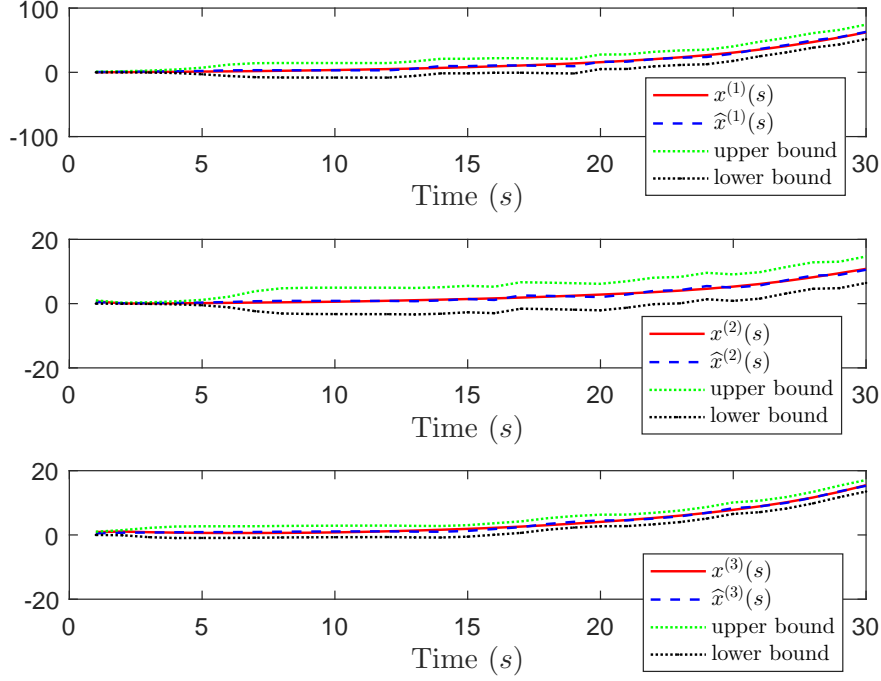 100
0
-100
0 5 10 15 20 30
Time (s)
x^(1)(s)
x̂^(1)(s)
upper bound
lower bound
20
0
-20
0 5 10 15 20 30
Time (s)
x^(2)(s)
x̂^(2)(s)
upper bound
lower bound
20
0
-20
0 5 10 15 20 30
Time (s)
x^(3)(s)
x̂^(3)(s)
upper bound
lower bound